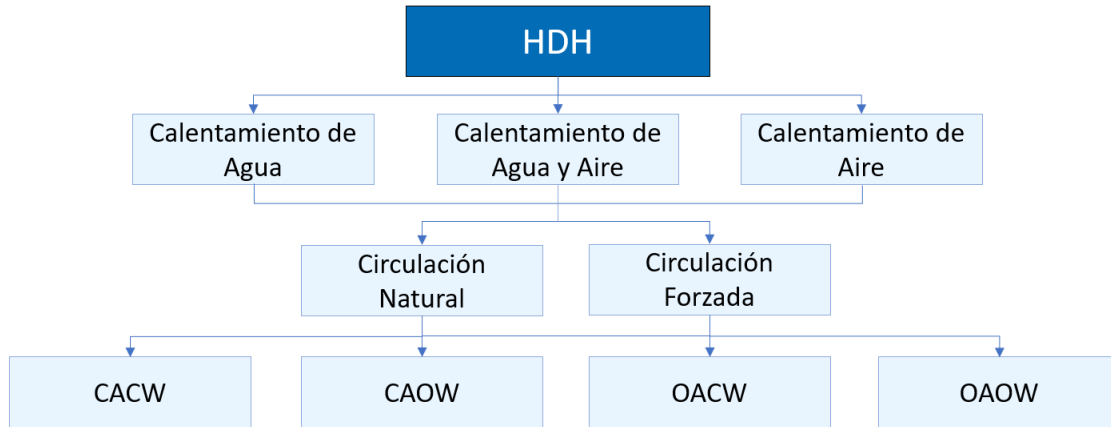 HDH
Calentamiento de
Agua
Calentamiento de
Agua y Aire
Calentamiento de
Aire
Circulación
Natural
Circulación
Forzada
CACW
CAOW
OACW
OAOW